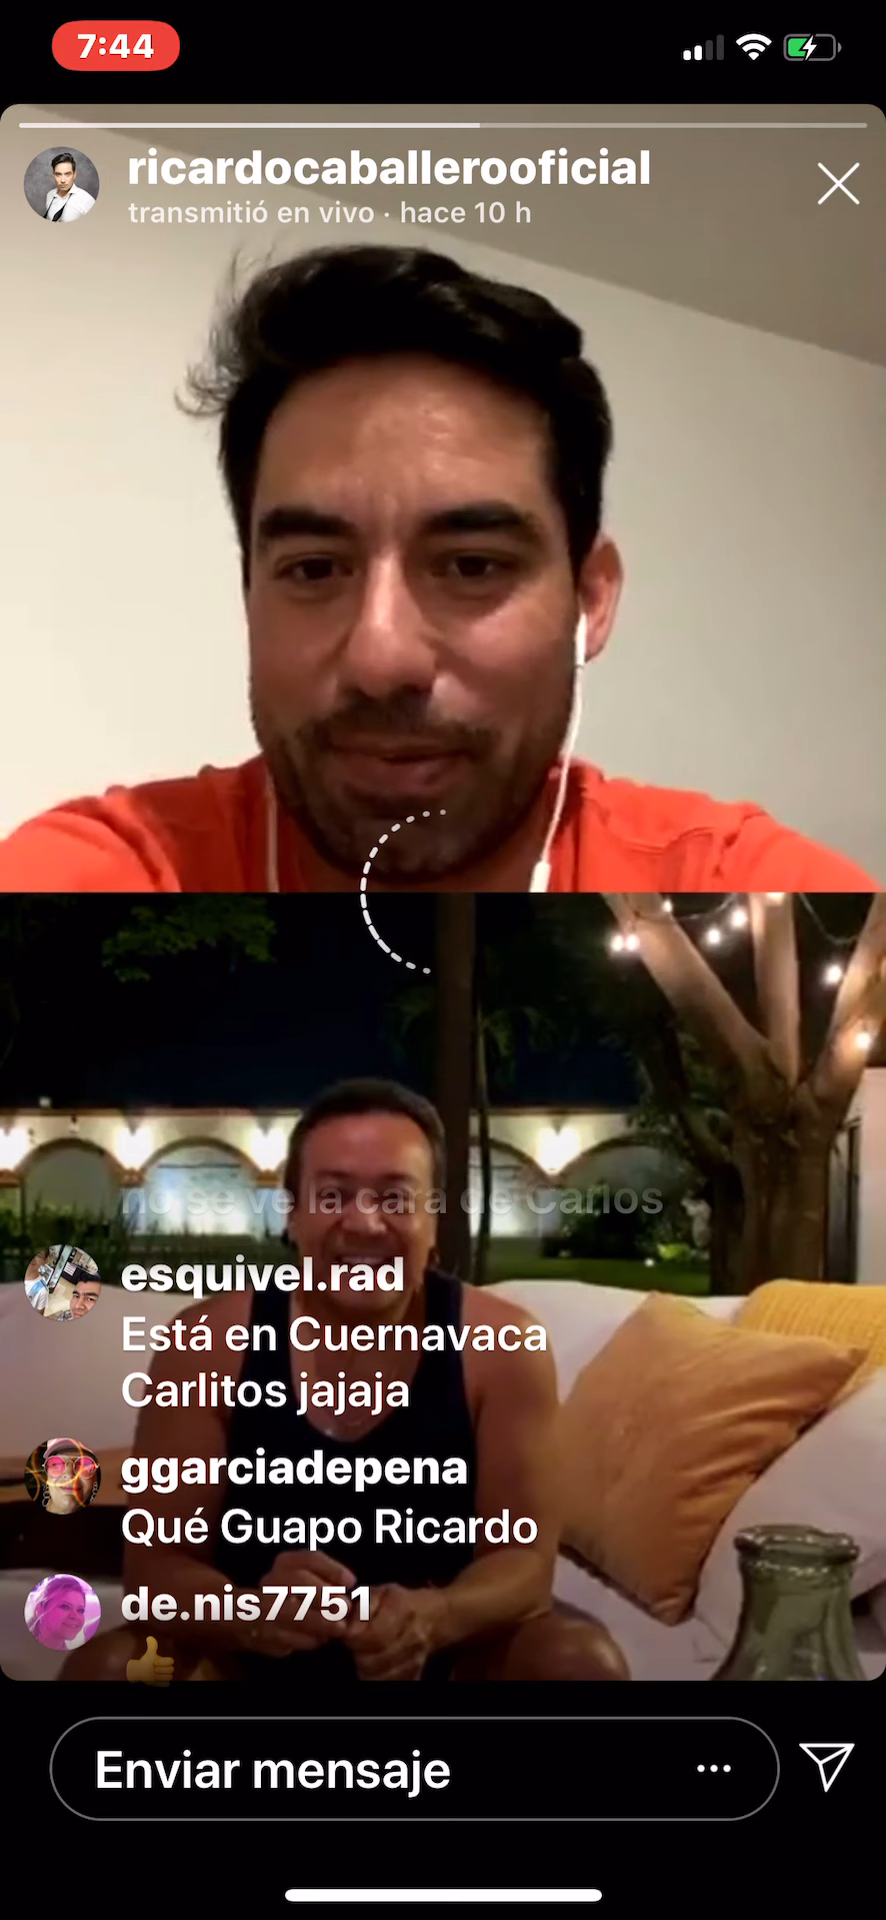 7:44
ricardocaballerooficial
transmitió en vivo · hace 10 h
no se ve la cara de Carlos
esquivel.rad
Está en Cuernavaca
Carlitos jajaja
ggarciadepena
Qué Guapo Ricardo
de.nis7751
👍
Enviar mensaje